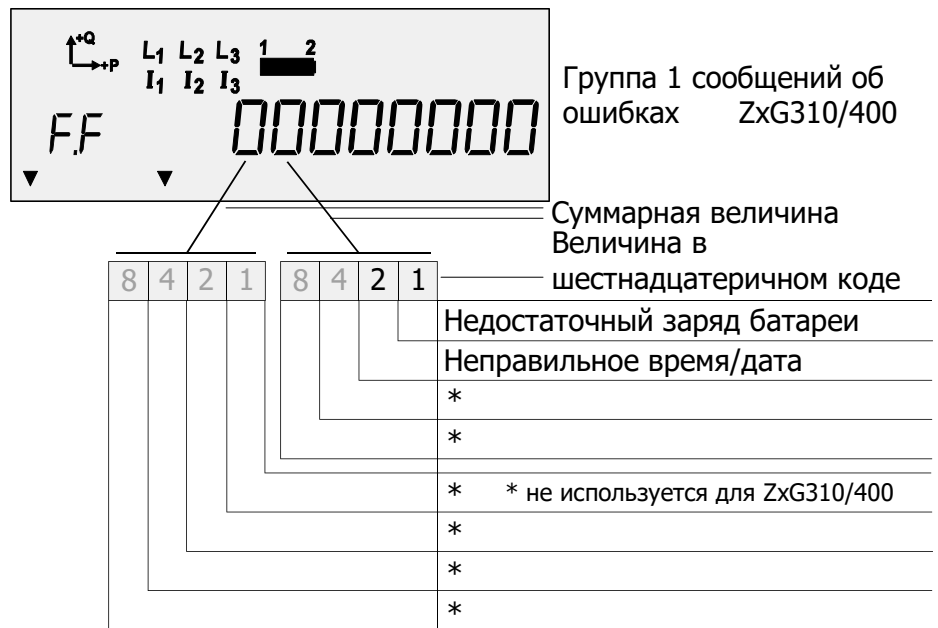 +Q
+P
L1 L2 L3 1 2
I1 I2 I3
F.F 00000000
Группа 1 сообщений об
ошибках ZxG310/400
Суммарная величина
Величина в
шестнадцатеричном коде
8 4 2 1 8 4 2 1
Недостаточный заряд батареи
Неправильное время/дата
*
*
* * не используется для ZxG310/400
*
*
*